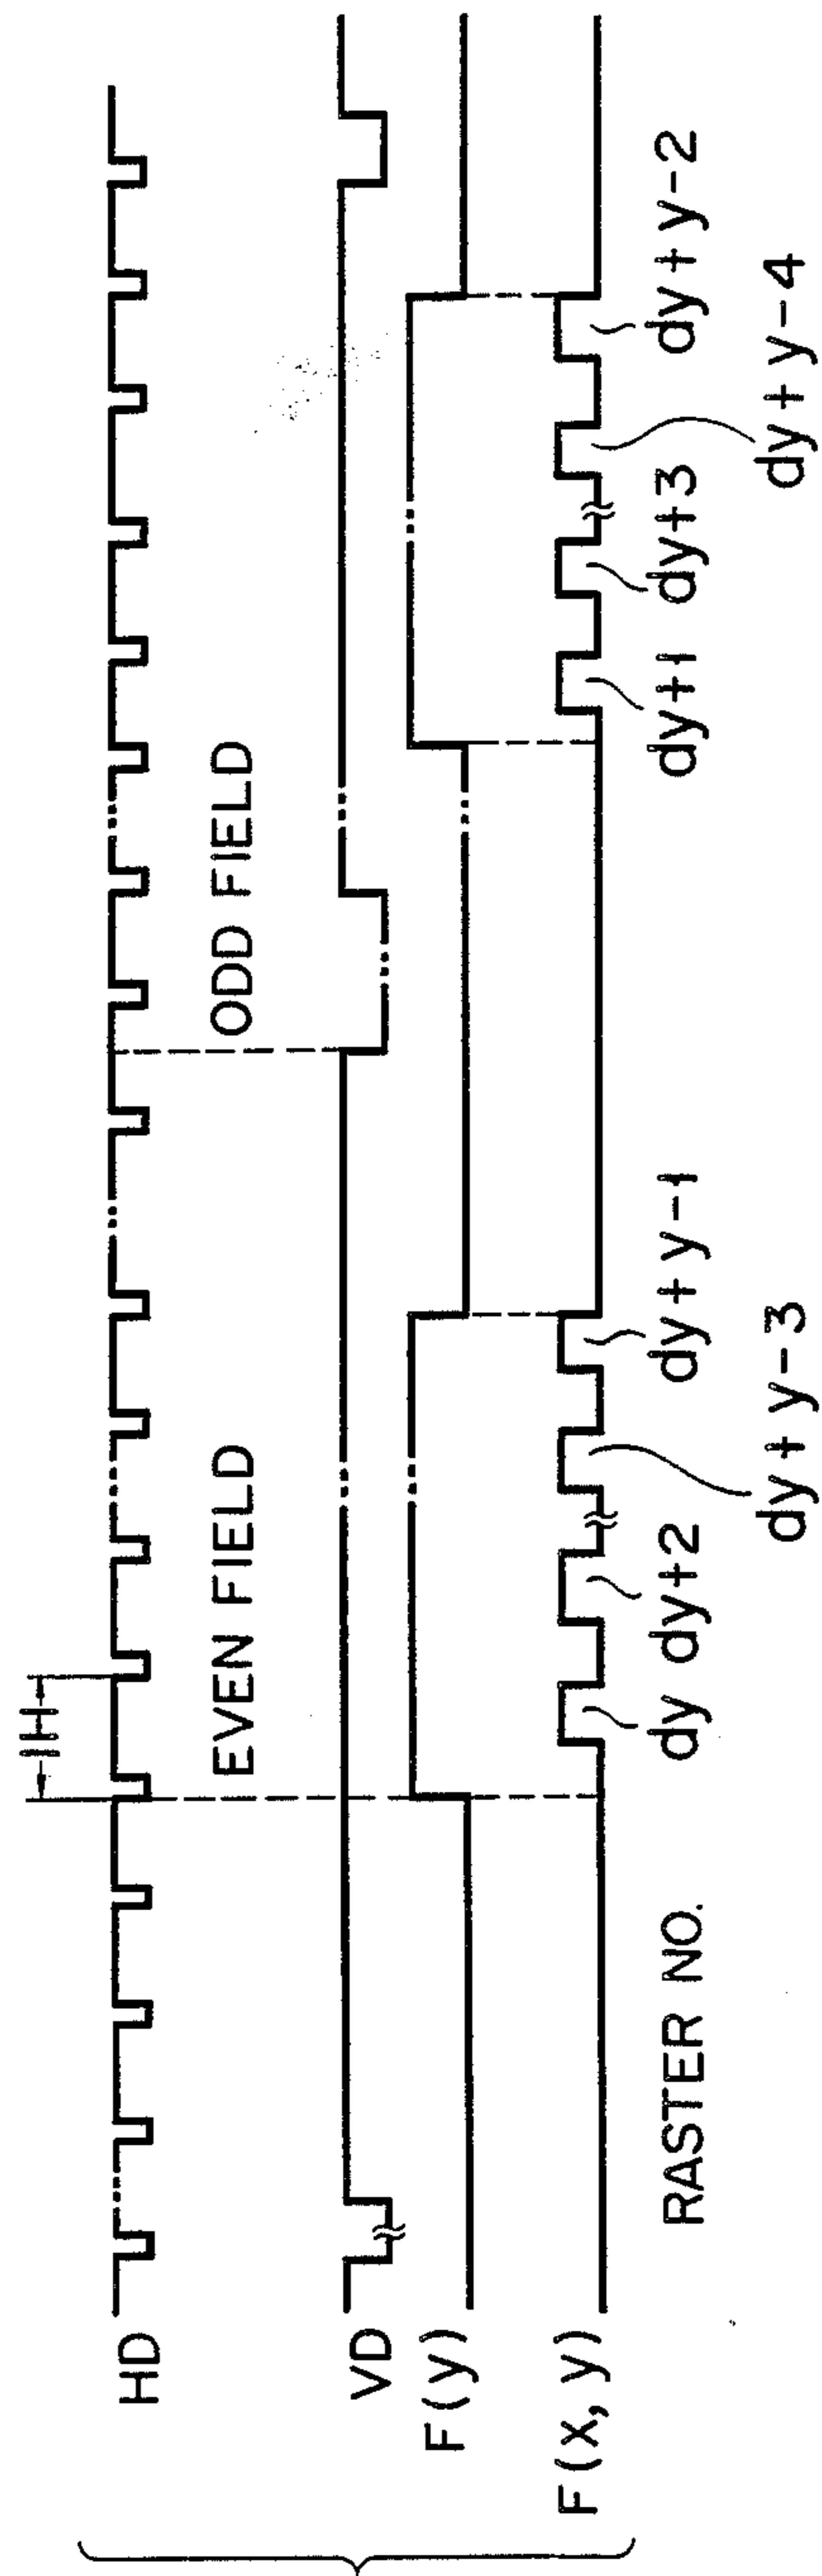 HD
1H
EVEN FIELD
ODD FIELD
VD
F(y)
F(x, y)
RASTER NO.
dy dy+2 dy+y-1 dy+1 dy+3 dy+y-2
dy+y-3 dy+y-4